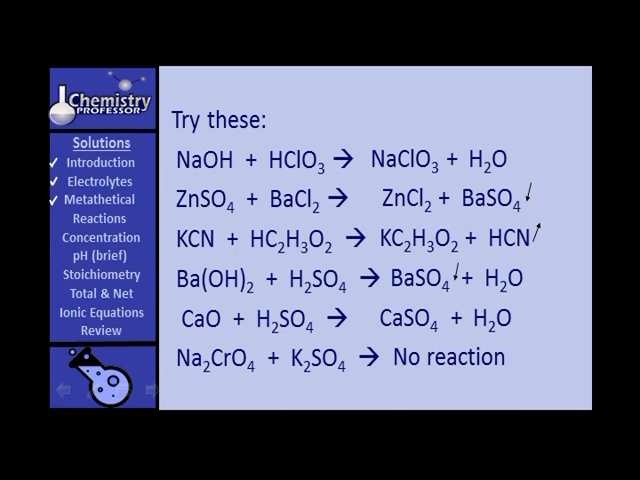 Chemistry
PROFESSOR
Solutions
✓ Introduction
✓ Electrolytes
✓ Metathetical
Reactions
Concentration
pH (brief)
Stoichiometry
Total & Net
Ionic Equations
Review
Try these:
NaOH + HClO₃ → NaClO₃ + H₂O
ZnSO₄ + BaCl₂ → ZnCl₂ + BaSO₄↓
KCN + HC₂H₃O₂ → KC₂H₃O₂ + HCN↑
Ba(OH)₂ + H₂SO₄ → BaSO₄↓ + H₂O
CaO + H₂SO₄ → CaSO₄ + H₂O
Na₂CrO₄ + K₂SO₄ → No reaction